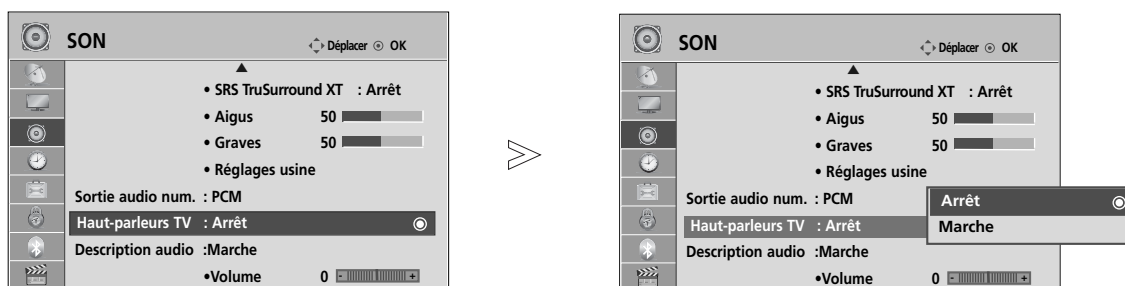 SON
Déplacer OK
• SRS TruSurround XT : Arrêt
• Aigus 50
• Graves 50
• Réglages usine
Sortie audio num. : PCM
Haut-parleurs TV : Arrêt
Description audio :Marche
•Volume 0 - +
SON
Déplacer OK
• SRS TruSurround XT : Arrêt
• Aigus 50
• Graves 50
• Réglages usine
Sortie audio num. : PCM
Haut-parleurs TV : Arrêt
Arrêt
Marche
Description audio :Marche
•Volume 0 - +